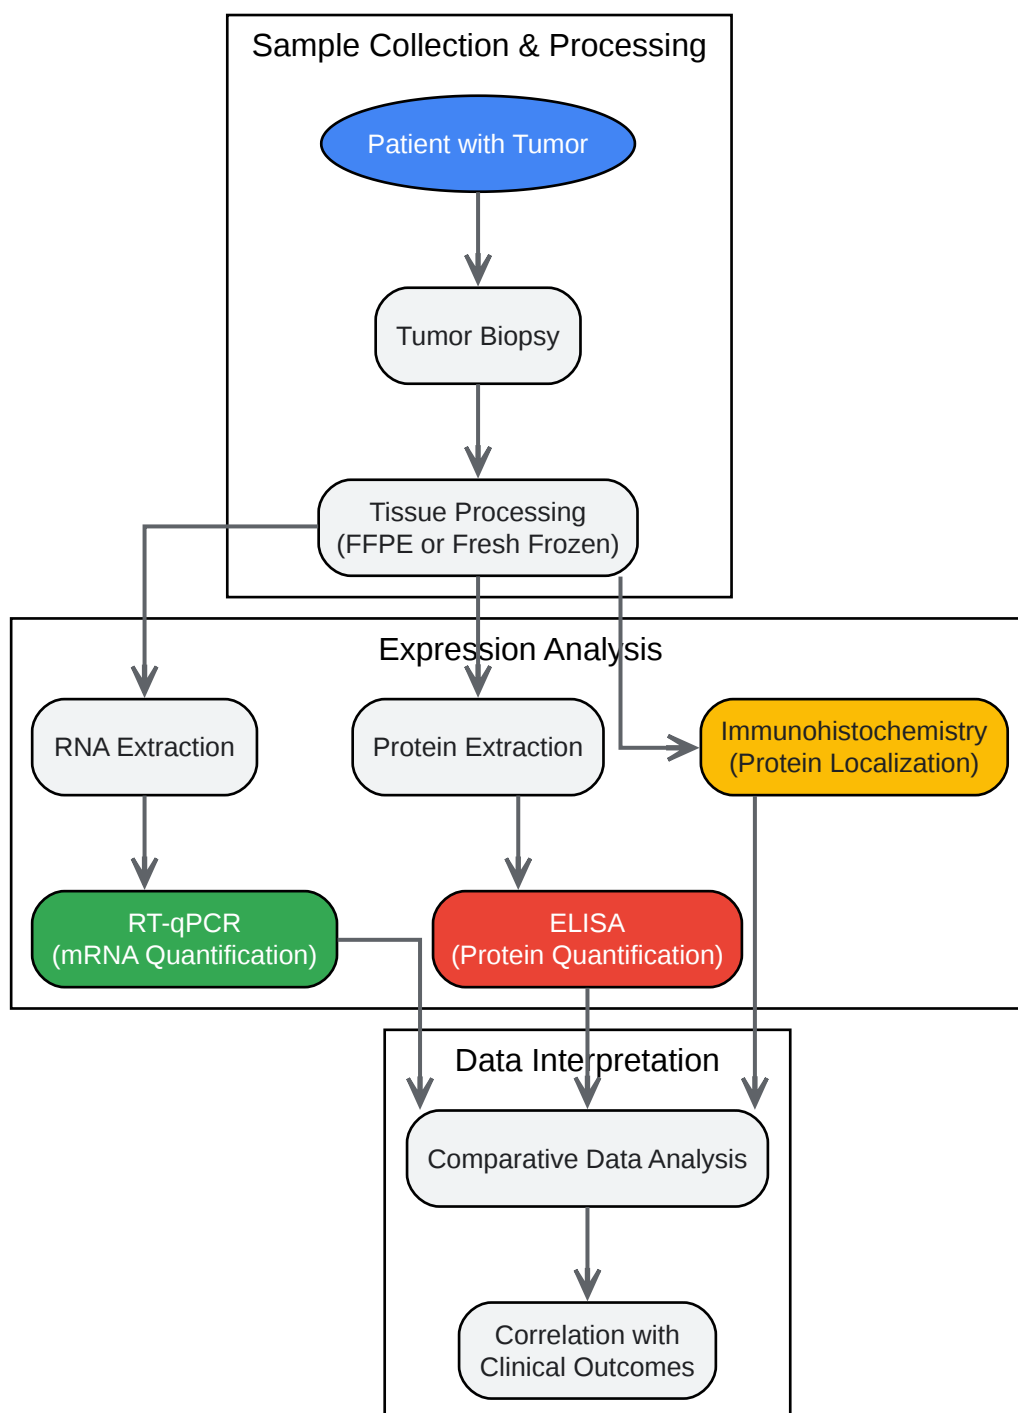 Sample Collection & Processing
Patient with Tumor
Tumor Biopsy
Tissue Processing
(FFPE or Fresh Frozen)
Expression Analysis
RNA Extraction
Protein Extraction
Immunohistochemistry
(Protein Localization)
RT-qPCR
(mRNA Quantification)
ELISA
(Protein Quantification)
Data Interpretation
Comparative Data Analysis
Correlation with
Clinical Outcomes